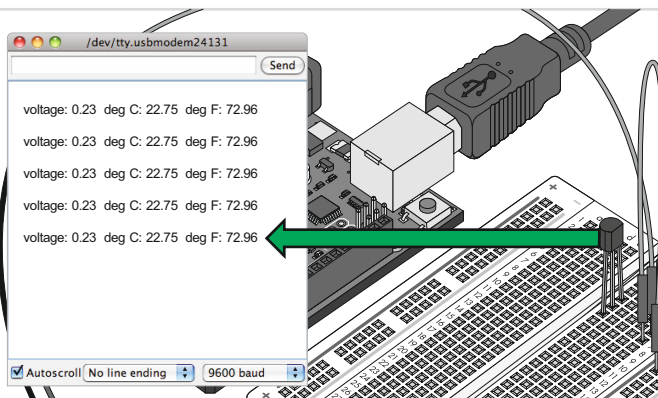 /dev/tty.usbmodem24131
Send
voltage: 0.23 deg C: 22.75 deg F: 72.96
voltage: 0.23 deg C: 22.75 deg F: 72.96
voltage: 0.23 deg C: 22.75 deg F: 72.96
voltage: 0.23 deg C: 22.75 deg F: 72.96
voltage: 0.23 deg C: 22.75 deg F: 72.96
Autoscroll No line ending 9600 baud